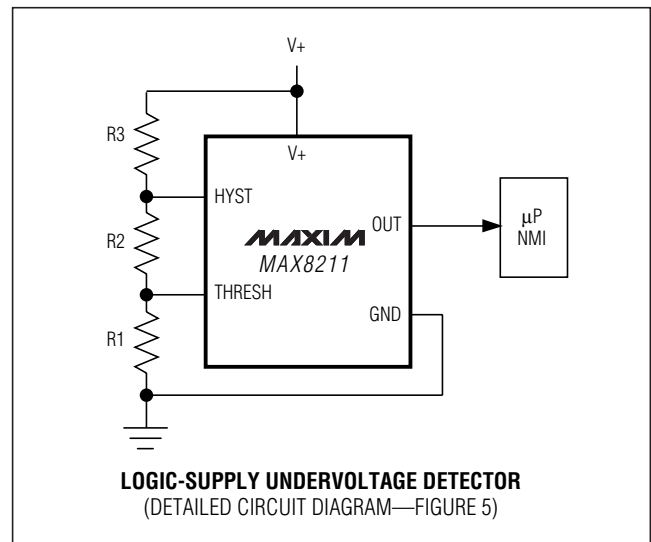 V+
R3
V+
HYST
R2
OUT
µP
NMI
MAXIM
MAX8211
THRESH
GND
R1
LOGIC-SUPPLY UNDERVOLTAGE DETECTOR
(DETAILED CIRCUIT DIAGRAM—FIGURE 5)